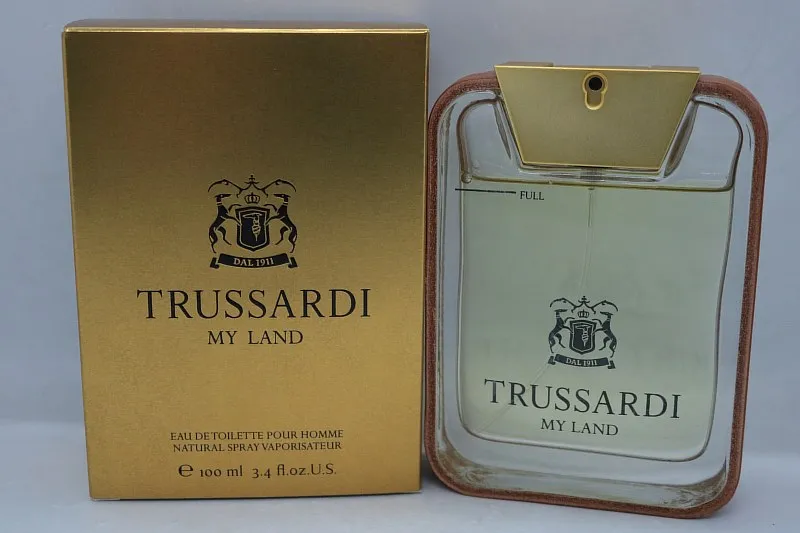 DAL 1911
TRUSSARDI
MY LAND
EAU DE TOILETTE POUR HOMME
NATURAL SPRAY VAPORISATEUR
e 100 ml 3.4 fl.oz.U.S.
FULL
DAL 1911
TRUSSARDI
MY LAND